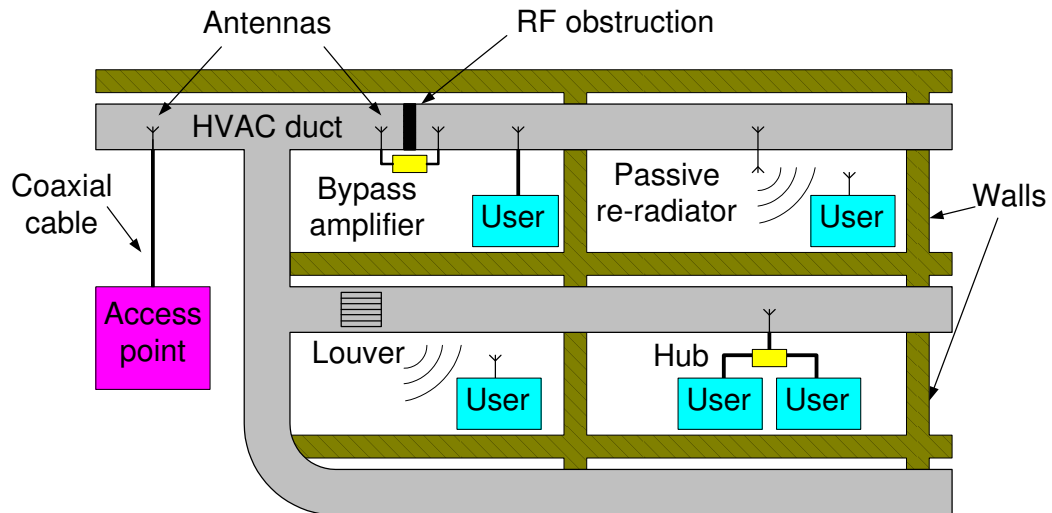 Antennas
RF obstruction
HVAC duct
Coaxial
cable
Bypass
amplifier
User
Passive
re-radiator
User
Walls
Access
point
Louver
User
Hub
User
User